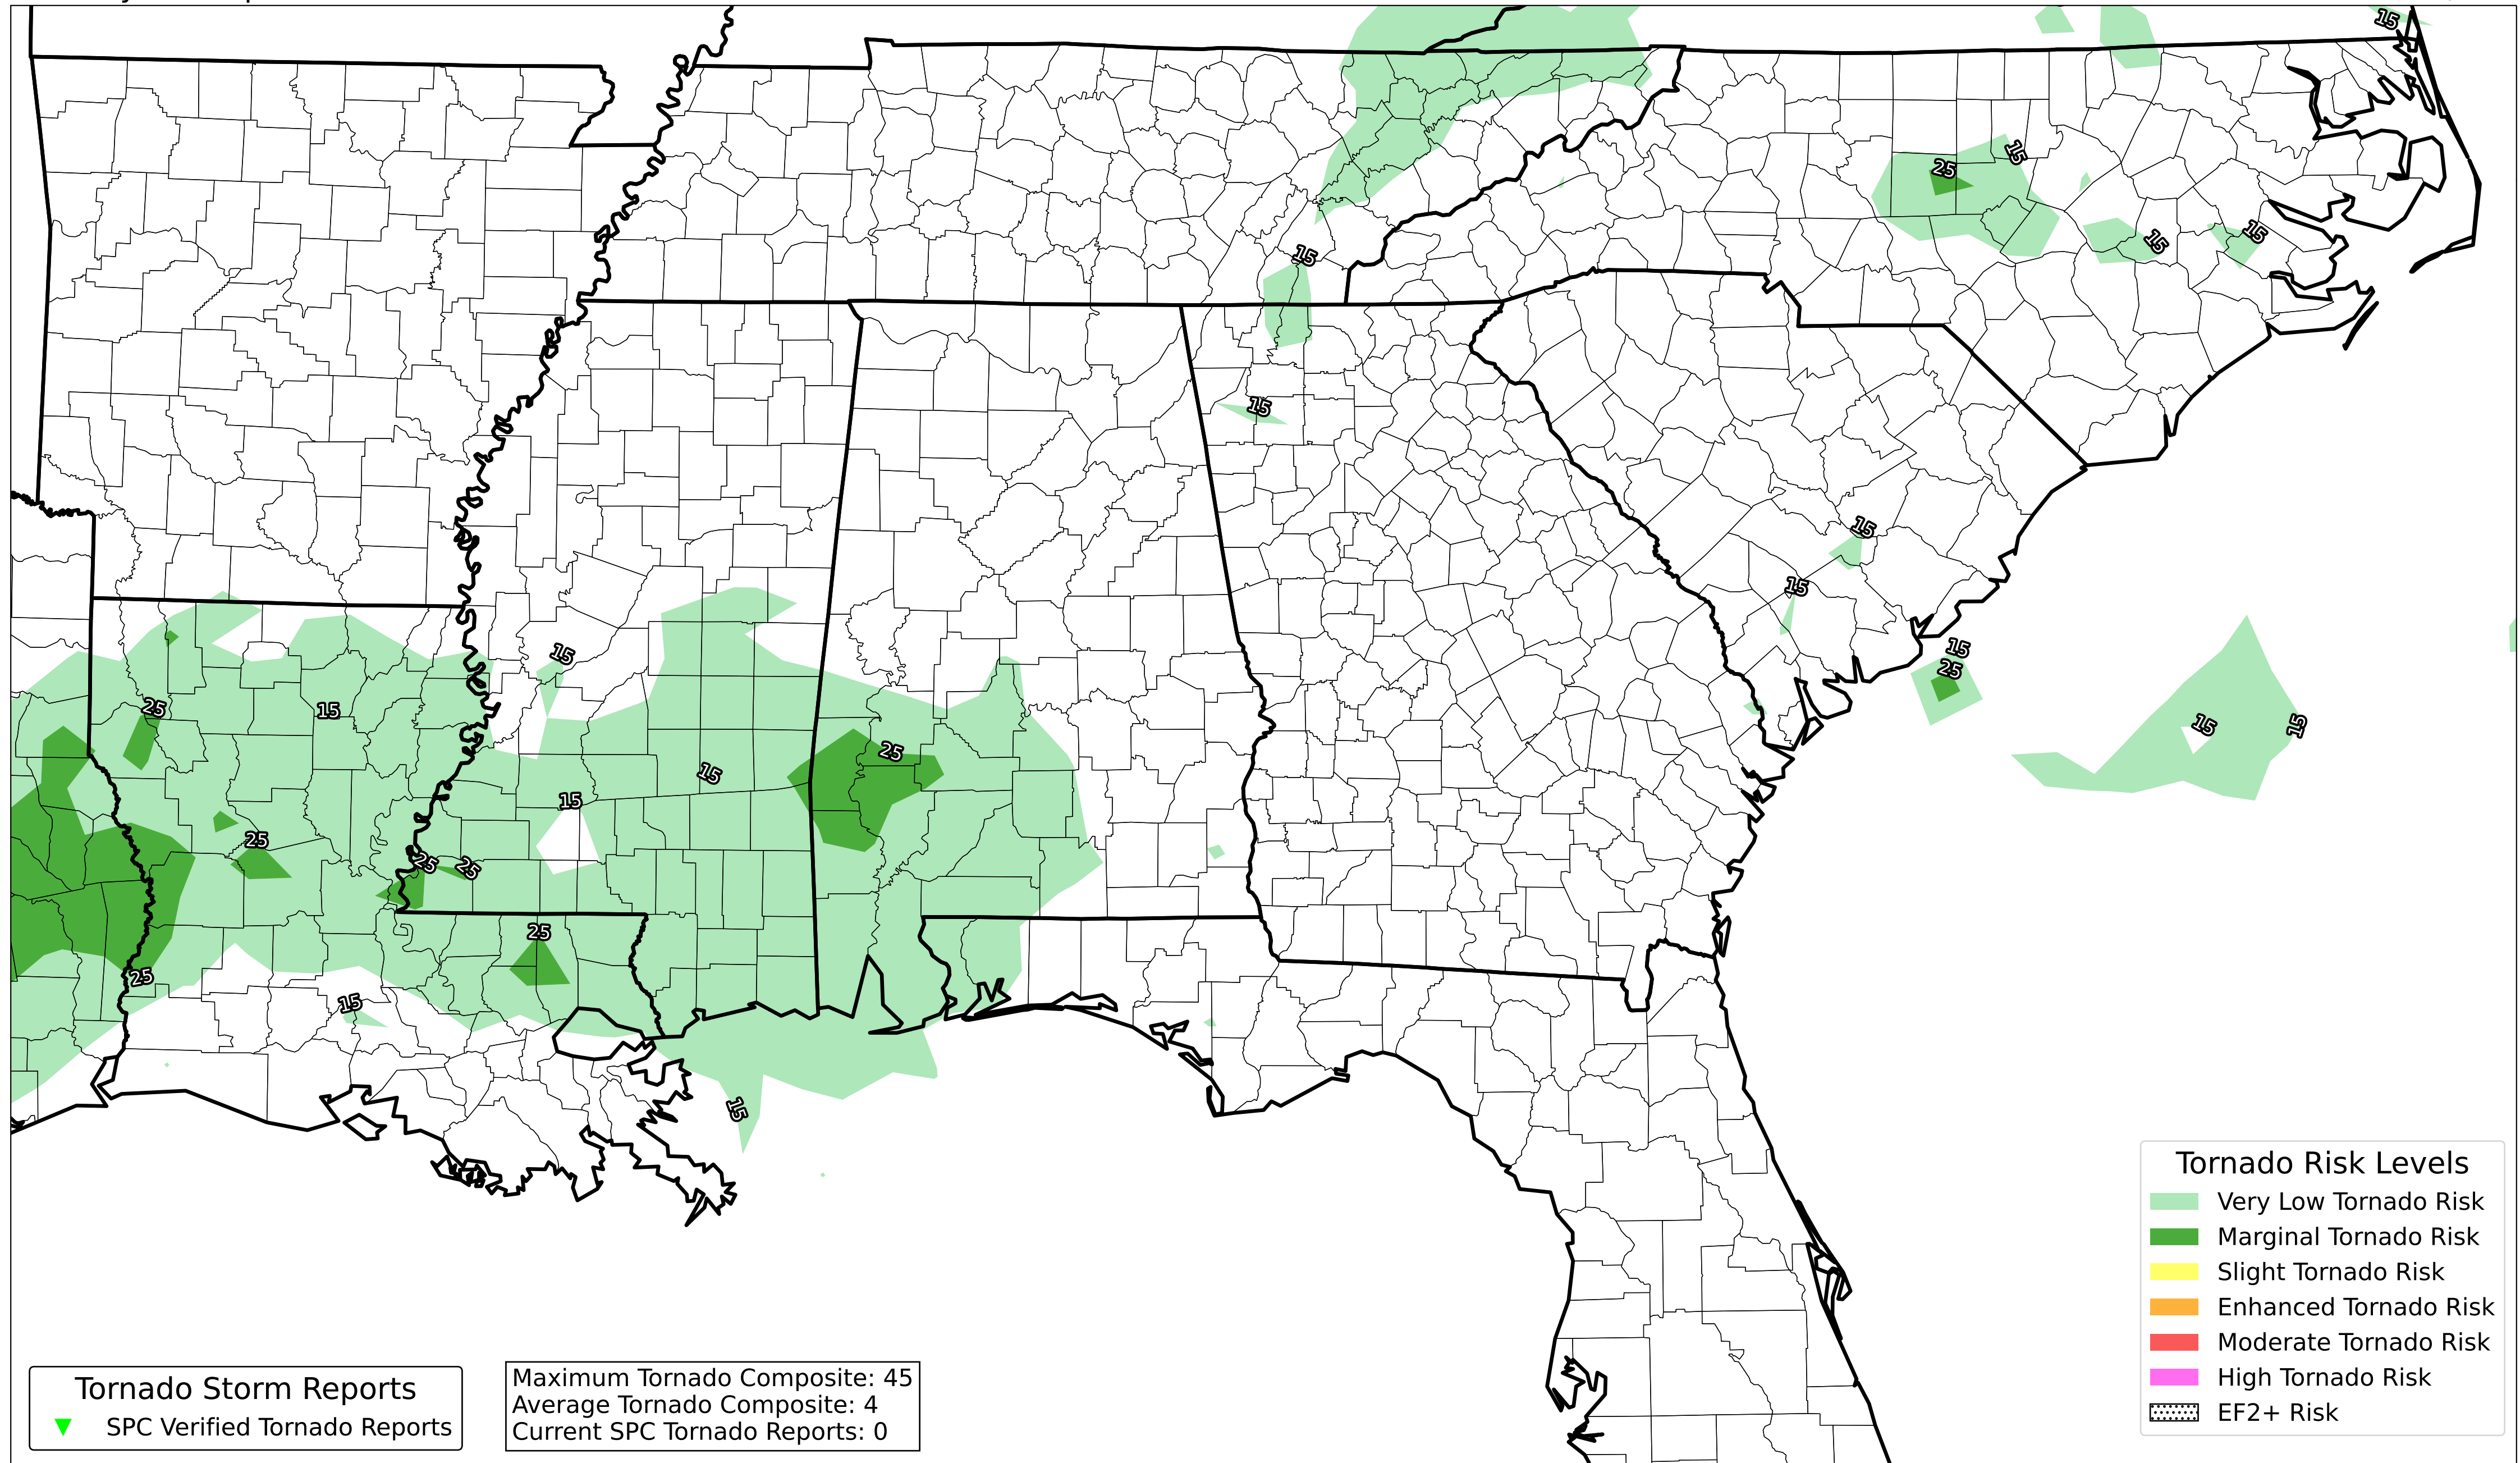 15
15
25
15
15
15
15
15
15
15
15
15
25
15
25
15
15
25
15
15
15
25
25
25
25
25
15
15
Tornado Risk Levels
Very Low Tornado Risk
Marginal Tornado Risk
Slight Tornado Risk
Enhanced Tornado Risk
Moderate Tornado Risk
High Tornado Risk
EF2+ Risk
Tornado Storm Reports
SPC Verified Tornado Reports
Maximum Tornado Composite: 45
Average Tornado Composite: 4
Current SPC Tornado Reports: 0